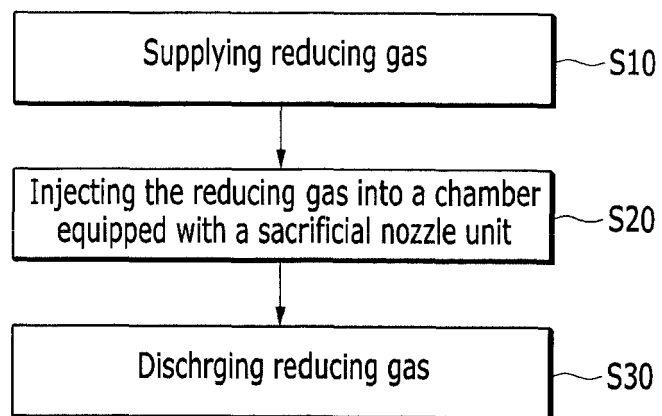 Supplying reducing gas
S10
Injecting the reducing gas into a chamber
equipped with a sacrificial nozzle unit
S20
Dischrging reducing gas
S30